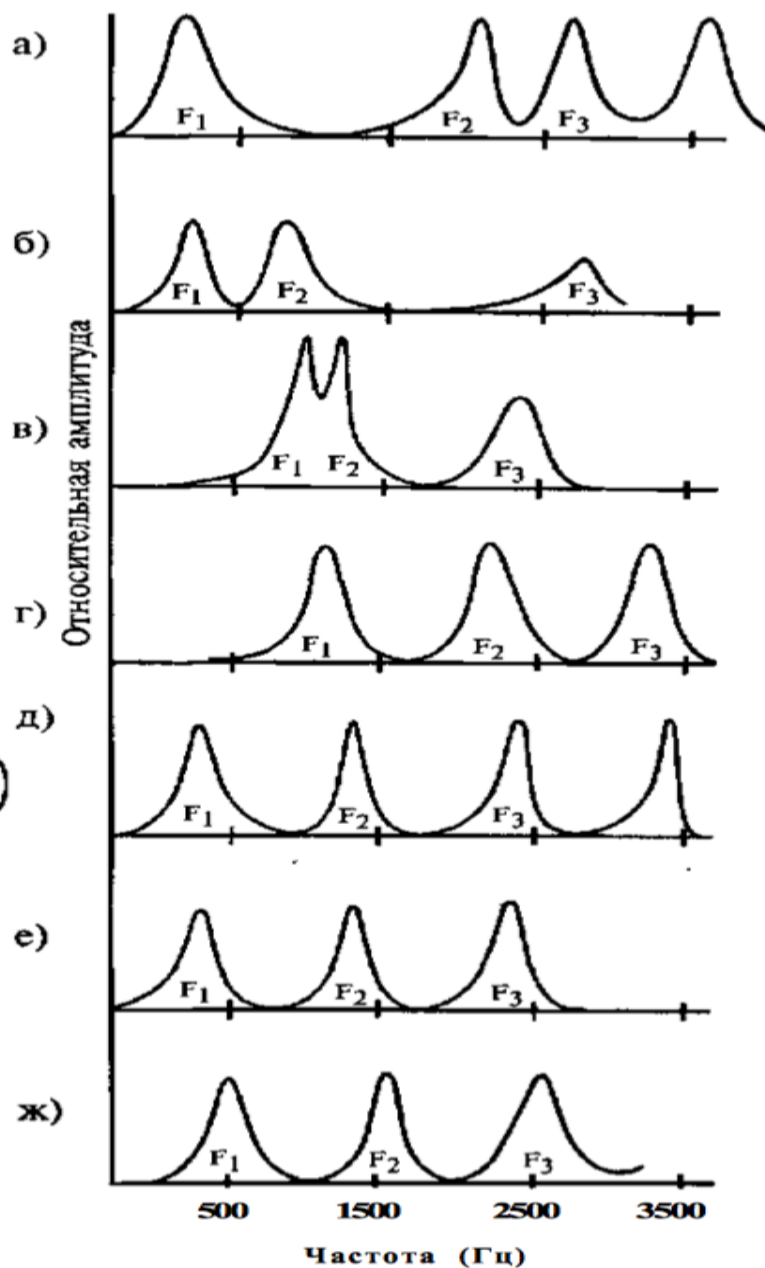 а)
F1 F2 F3
б)
F1 F2 F3
в)
F1 F2 F3
г)
F1 F2 F3
д)
F1 F2 F3
е)
F1 F2 F3
ж)
F1 F2 F3
Относительная амплитуда
500 1500 2500 3500
Частота (Гц)